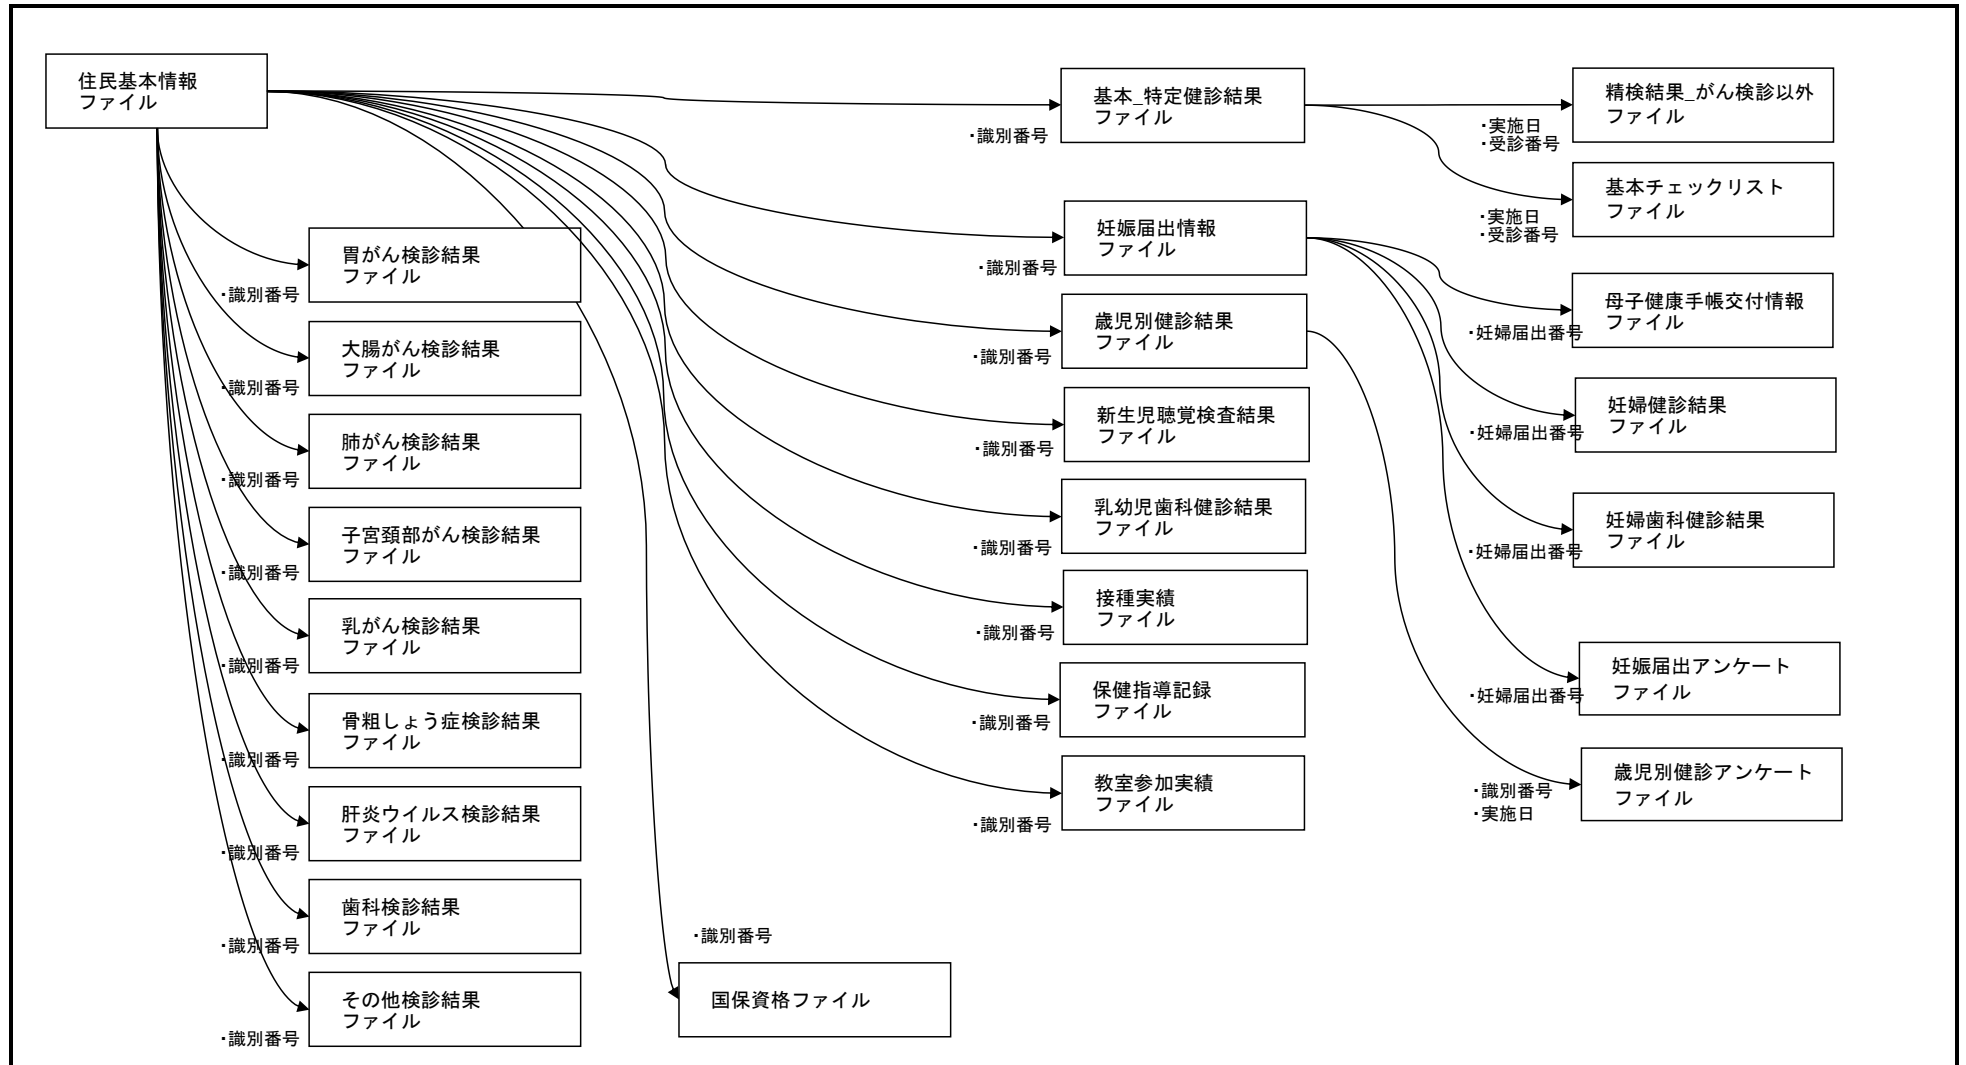 住民基本情報
ファイル
胃がん検診結果
ファイル
・識別番号
大腸がん検診結果
ファイル
・識別番号
肺がん検診結果
ファイル
・識別番号
子宮頚部がん検診結果
ファイル
・識別番号
乳がん検診結果
ファイル
・識別番号
骨粗しょう症検診結果
ファイル
・識別番号
肝炎ウイルス検診結果
ファイル
・識別番号
歯科検診結果
ファイル
・識別番号
その他検診結果
ファイル
・識別番号
・識別番号
国保資格ファイル
基本_特定健診結果
ファイル
・識別番号
妊娠届出情報
ファイル
・識別番号
歳児別健診結果
ファイル
・識別番号
新生児聴覚検査結果
ファイル
・識別番号
乳幼児歯科健診結果
ファイル
・識別番号
接種実績
ファイル
・識別番号
保健指導記録
ファイル
・識別番号
教室参加実績
ファイル
・識別番号
精検結果_がん検診以外
ファイル
・実施日
・受診番号
基本チェックリスト
ファイル
・実施日
・受診番号
母子健康手帳交付情報
ファイル
・妊婦届出番号
妊婦健診結果
ファイル
・妊婦届出番号
妊婦歯科健診結果
ファイル
・妊婦届出番号
妊娠届出アンケート
ファイル
・妊婦届出番号
歳児別健診アンケート
ファイル
・識別番号
・実施日